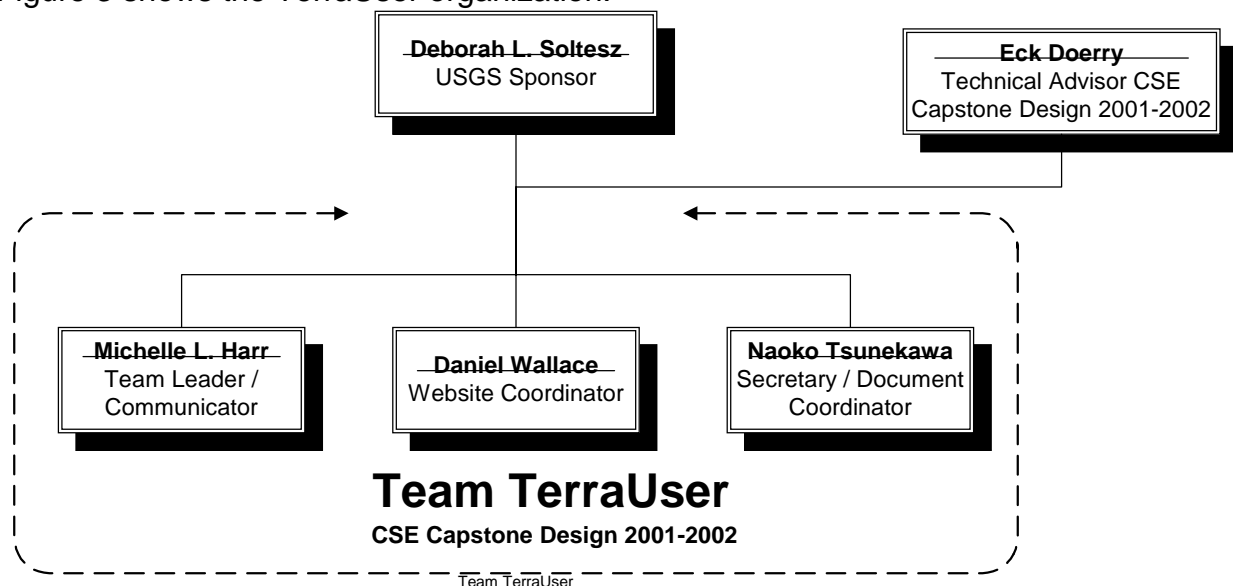 Figure 3 shows the TerraUser organization.
Deborah L. Soltesz
USGS Sponsor
Eck Doerry
Technical Advisor CSE
Capstone Design 2001-2002
Michelle L. Harr
Team Leader /
Communicator
Daniel Wallace
Website Coordinator
Naoko Tsunekawa
Secretary / Document
Coordinator
Team TerraUser
CSE Capstone Design 2001-2002
Team TerraUser